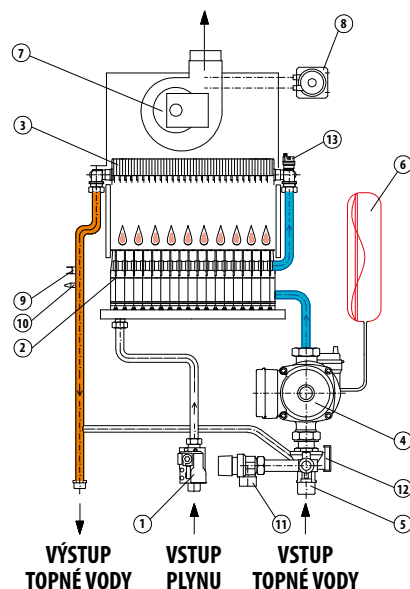 7
8
3
13
6
9
10
2
4
1
11
12
5
VÝSTUP
TOPNÉ VODY
VSTUP
PLYNU
VSTUP
TOPNÉ VODY